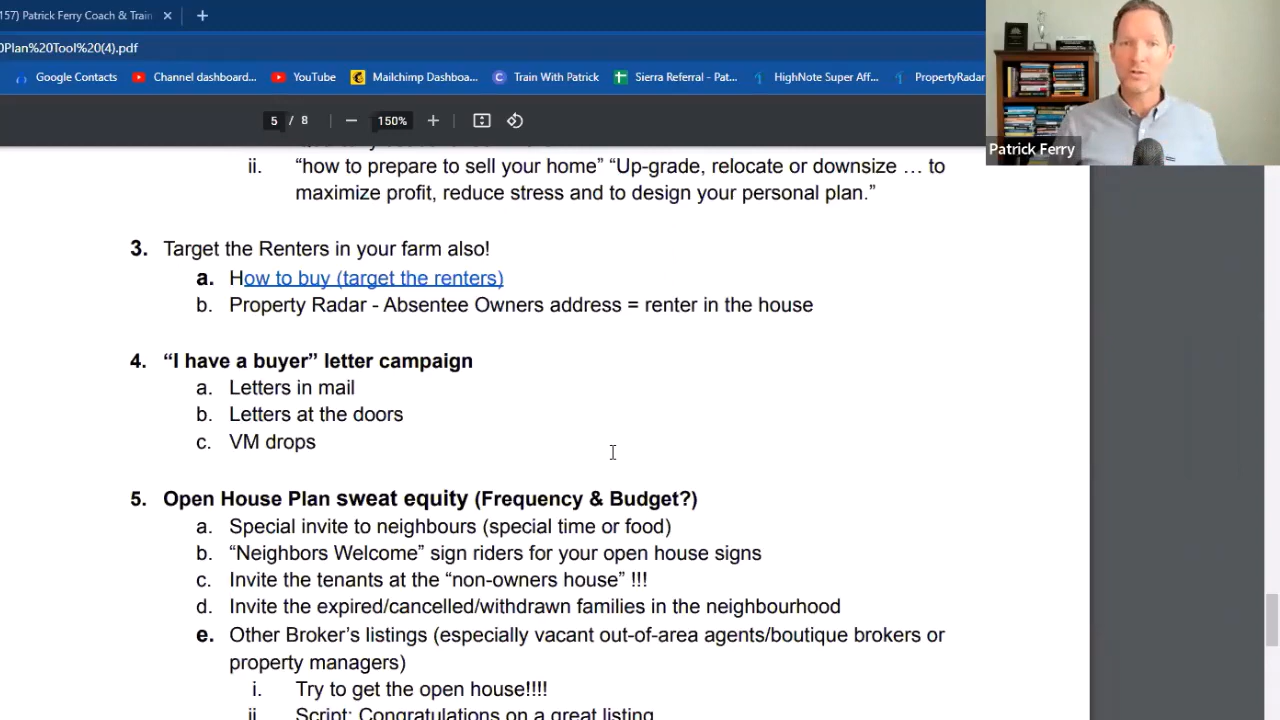 157) Patrick Ferry Coach & Train
0Plan%20Tool%20(4).pdf
Google Contacts
Channel dashboard...
YouTube
Mailchimp Dashboa...
Train With Patrick
Sierra Referral - Pat...
HighNote Super Aff...
PropertyRadar
5 / 8
150%
Patrick Ferry
ii. “how to prepare to sell your home” “Up-grade, relocate or downsize … to
maximize profit, reduce stress and to design your personal plan.”
3. Target the Renters in your farm also!
a. How to buy (target the renters)
b. Property Radar - Absentee Owners address = renter in the house
4. “I have a buyer” letter campaign
a. Letters in mail
b. Letters at the doors
c. VM drops
5. Open House Plan sweat equity (Frequency & Budget?)
a. Special invite to neighbours (special time or food)
b. “Neighbors Welcome” sign riders for your open house signs
c. Invite the tenants at the “non-owners house” !!!
d. Invite the expired/cancelled/withdrawn families in the neighbourhood
e. Other Broker’s listings (especially vacant out-of-area agents/boutique brokers or
property managers)
i. Try to get the open house!!!!
ii. Script: Congratulations on a great listing